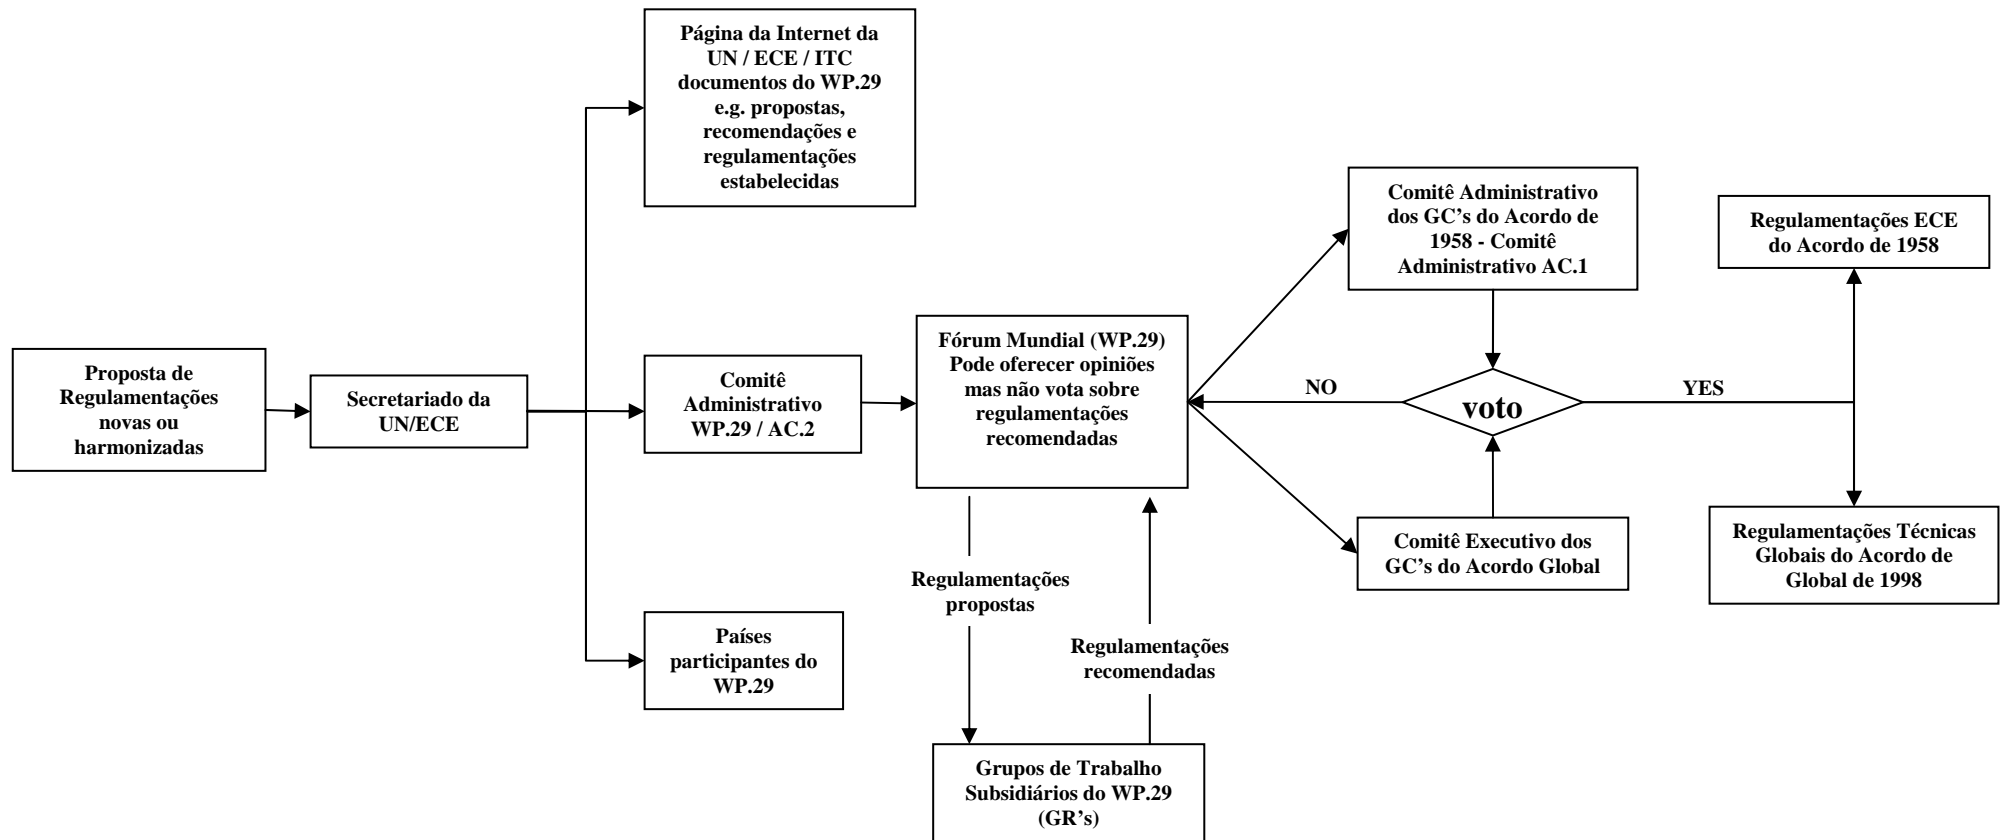 Página da Internet da
UN / ECE / ITC
documentos do WP.29
e.g. propostas,
recomendações e
regulamentações
estabelecidas
Proposta de
Regulamentações
novas ou
harmonizadas
Secretariado da
UN/ECE
Comitê
Administrativo
WP.29 / AC.2
Países
participantes do
WP.29
Fórum Mundial (WP.29)
Pode oferecer opiniões
mas não vota sobre
regulamentações
recomendadas
Regulamentações
propostas
Regulamentações
recomendadas
Grupos de Trabalho
Subsidiários do WP.29
(GR's)
Comitê Administrativo
dos GC's do Acordo de
1958 - Comitê
Administrativo AC.1
NO
voto
YES
Comitê Executivo dos
GC's do Acordo Global
Regulamentações ECE
do Acordo de 1958
Regulamentações Técnicas
Globais do Acordo de
Global de 1998